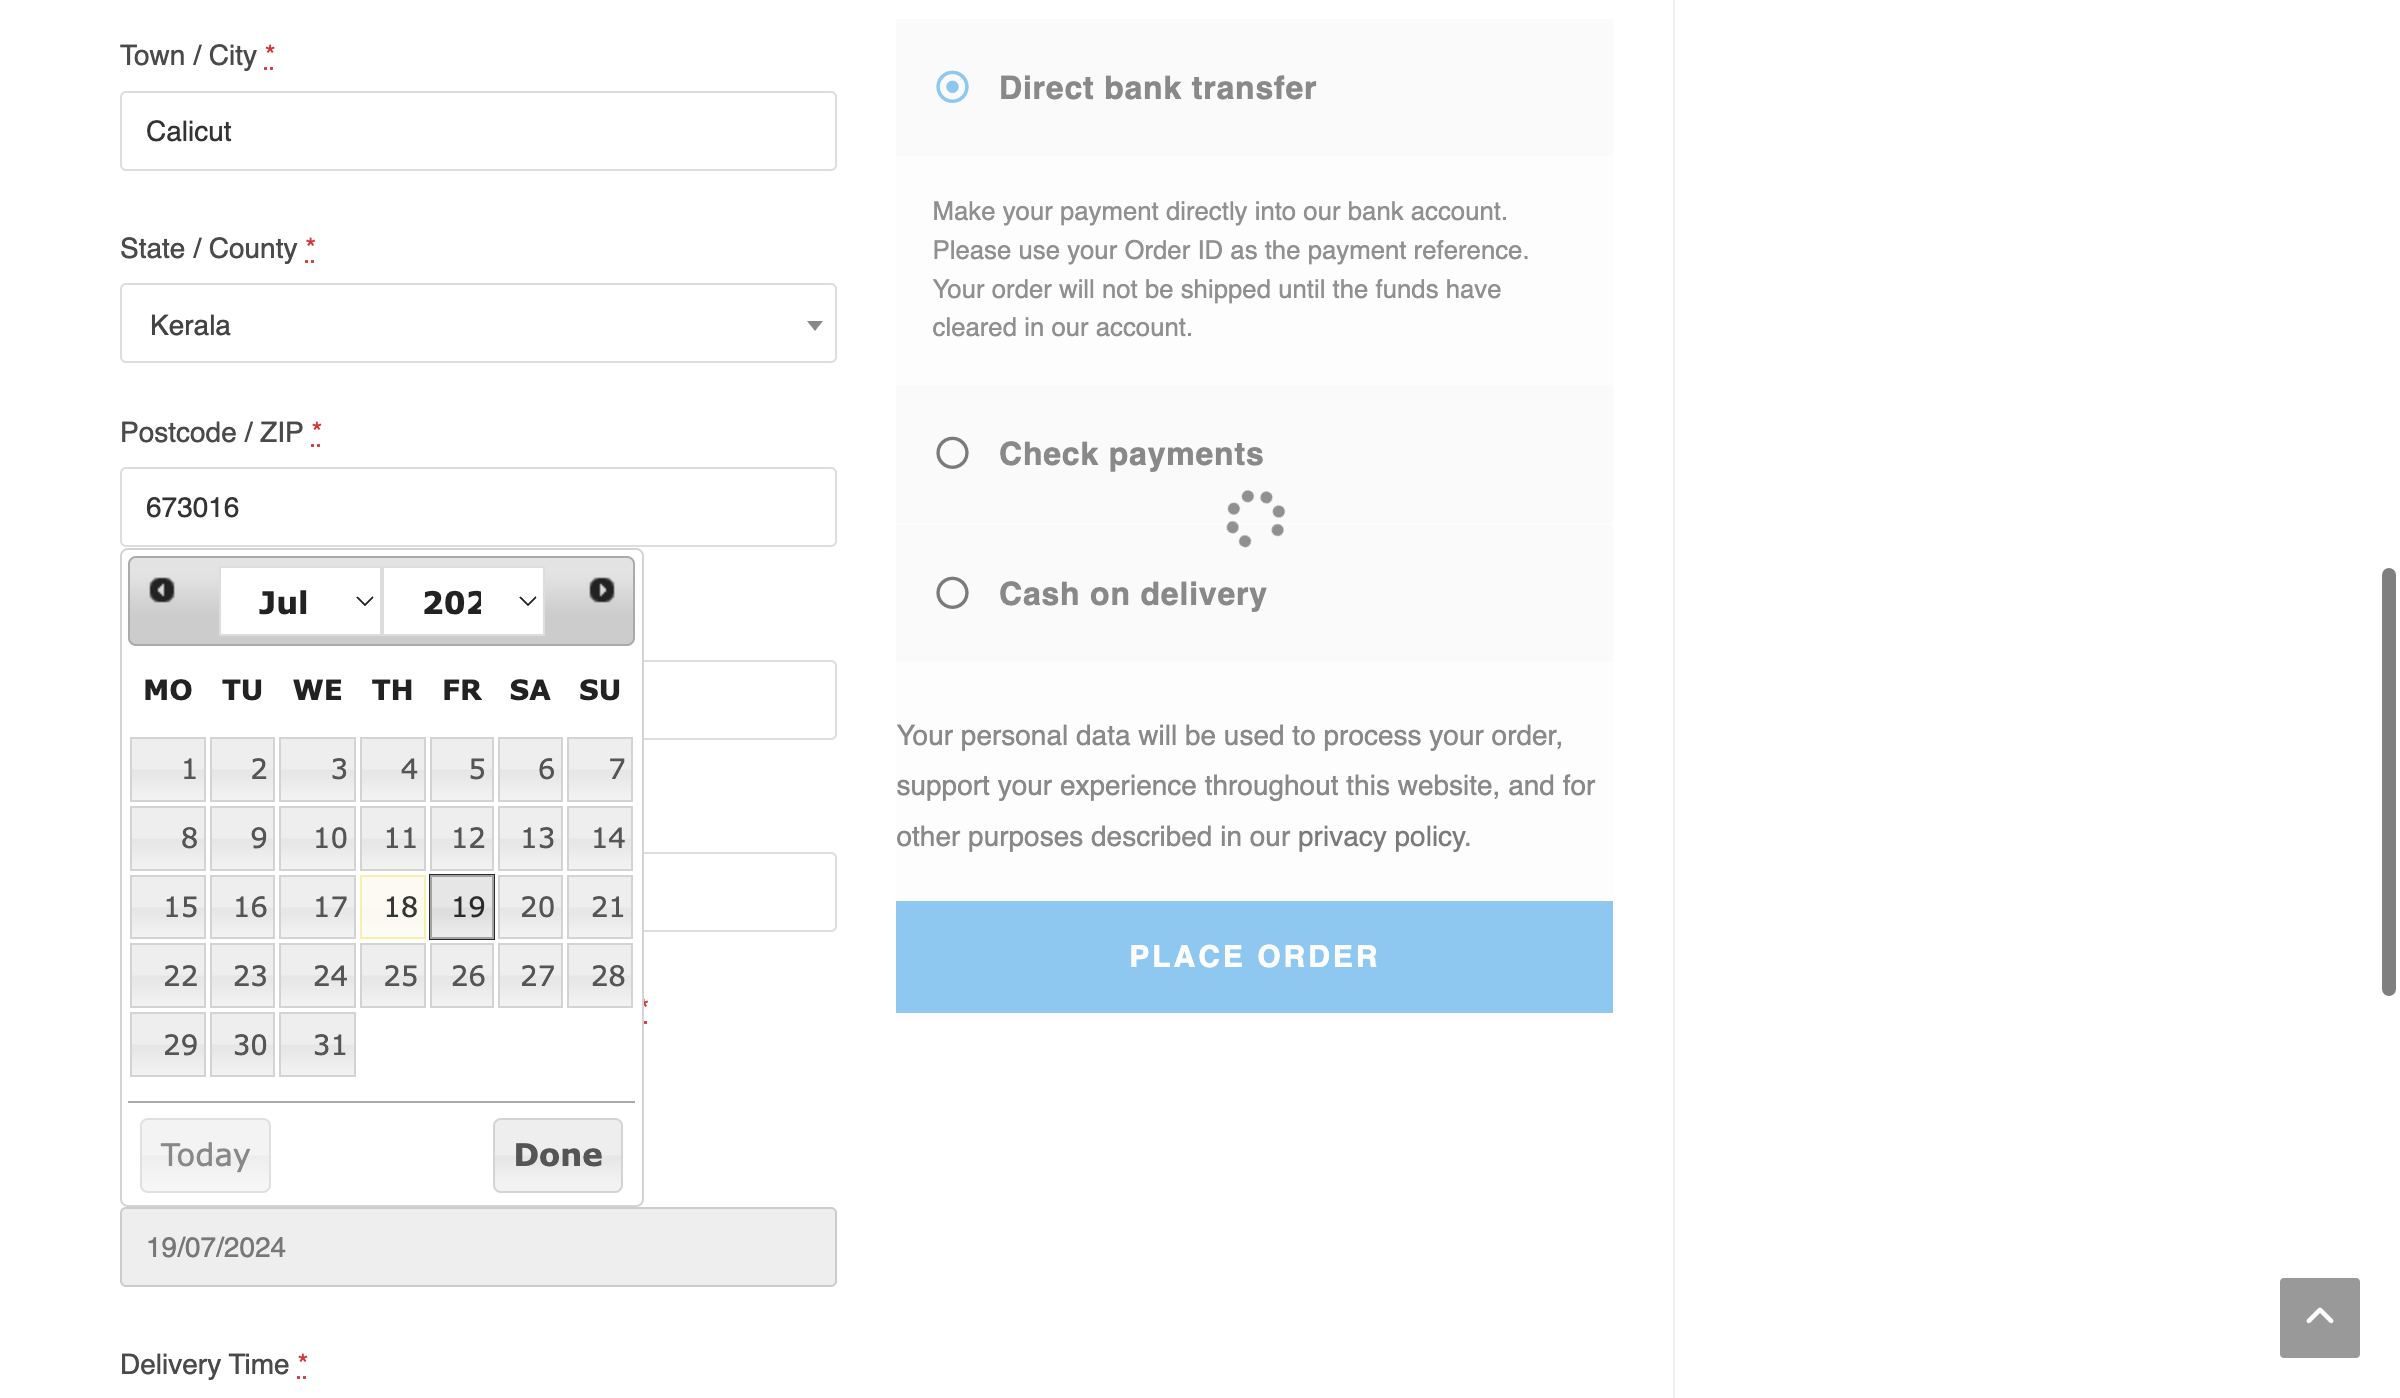 Town / City *
Calicut
State / County *
Kerala
Postcode / ZIP *
673016
Jul 202
MO TU WE TH FR SA SU
1 2 3 4 5 6 7
8 9 10 11 12 13 14
15 16 17 18 19 20 21
22 23 24 25 26 27 28
*
29 30 31
Today Done
19/07/2024
Delivery Time *
Direct bank transfer
Make your payment directly into our bank account.
Please use your Order ID as the payment reference.
Your order will not be shipped until the funds have
cleared in our account.
Check payments
Cash on delivery
Your personal data will be used to process your order,
support your experience throughout this website, and for
other purposes described in our privacy policy.
PLACE ORDER